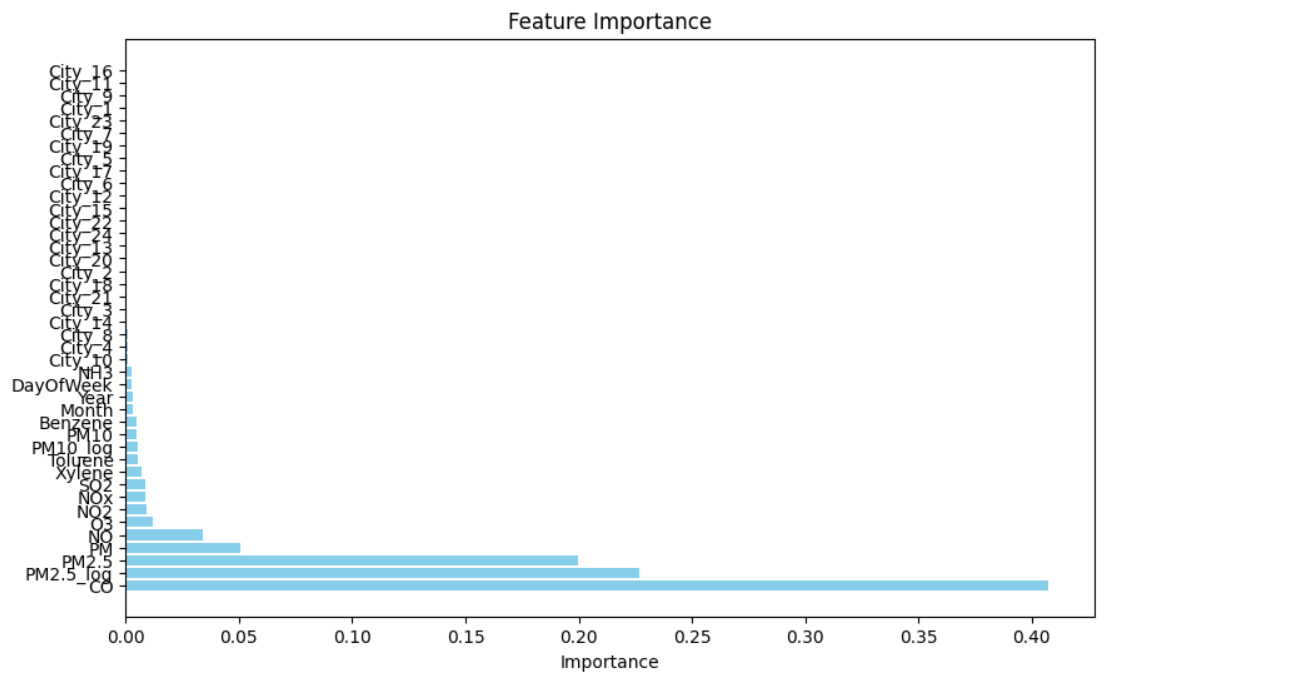 Feature Importance
City_16
City_11
City_9
City_1
City_23
City_7
City_19
City_5
City_17
City_6
City_12
City_15
City_22
City_24
City_13
City_20
City_2
City_18
City_21
City_3
City_14
City_8
City_4
City_10
NH3
DayOfWeek
Year
Month
Benzene
PM10
PM10_log
Toluene
Xylene
SO2
NOx
NO2
O3
NO
PM
PM2.5
PM2.5_log
CO
0.00 0.05 0.10 0.15 0.20 0.25 0.30 0.35 0.40
Importance